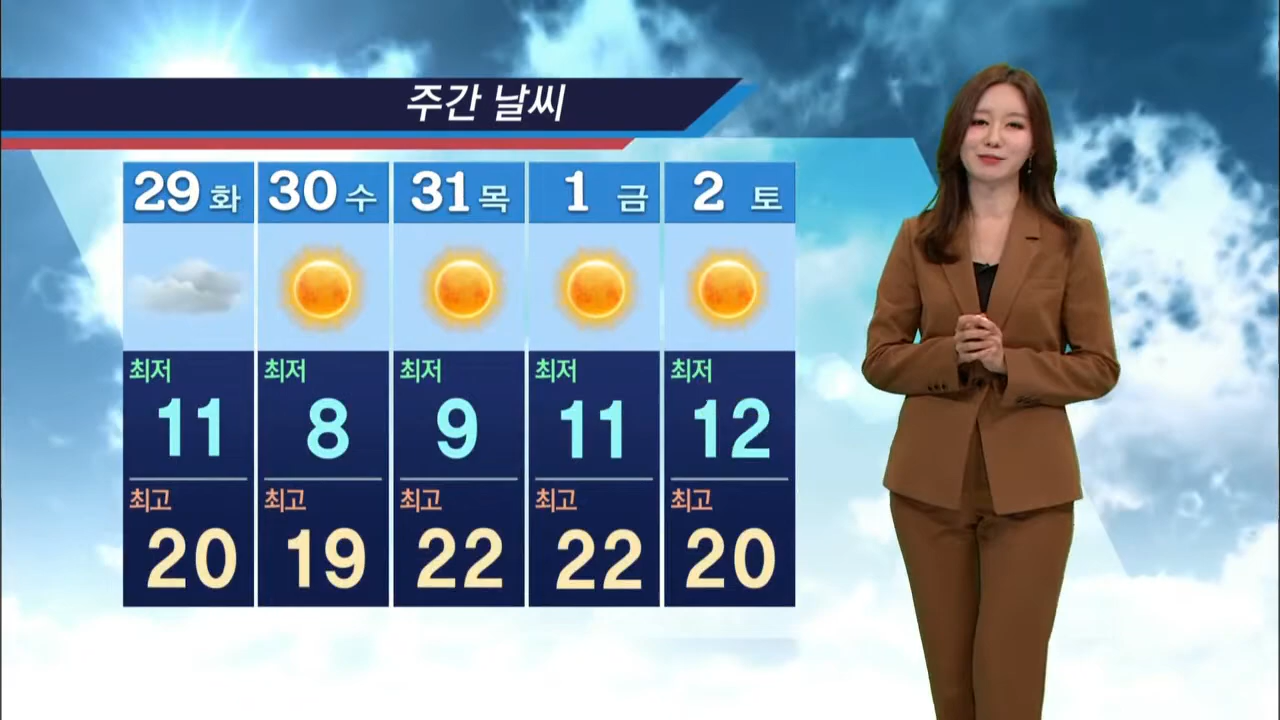 주간 날씨
29 화 30 수 31 목 1 금 2 토
최저 최저 최저 최저 최저
11 8 9 11 12
최고 최고 최고 최고 최고
20 19 22 22 20